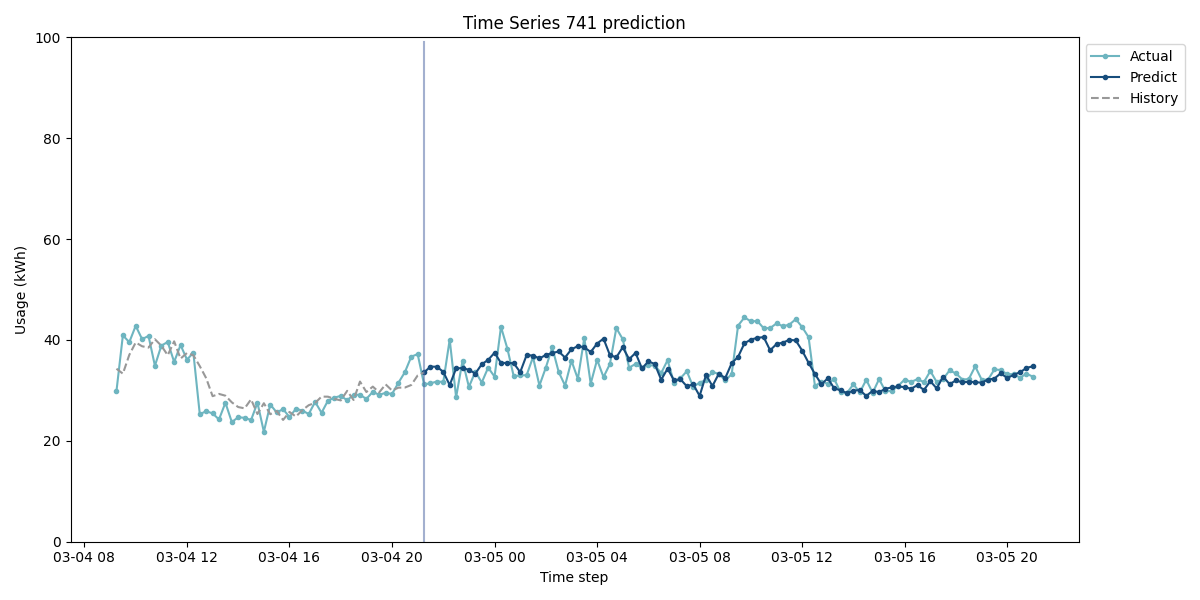 Time Series 741 prediction
100
80
60
40
20
0
Usage (kWh)
03-04 08
03-04 12
03-04 16
03-04 20
03-05 00
03-05 04
03-05 08
03-05 12
03-05 16
03-05 20
Time step
Actual
Predict
History